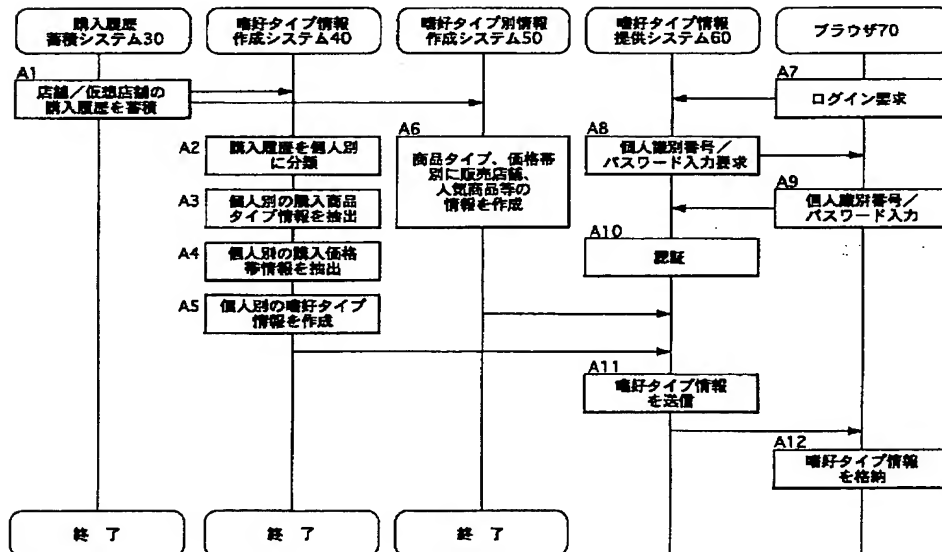 購入履歴
蓄積システム30
嗜好タイプ情報
作成システム40
嗜好タイプ別情報
作成システム50
嗜好タイプ情報
提供システム60
ブラウザ70
A1
店舗/仮想店舗の
購入履歴を蓄積
A7
ログイン要求
A2
購入履歴を個人別
に分類
A6
商品タイプ、価格帯
別に販売店舗、
人気商品等の
情報を作成
A8
個人識別番号/
パスワード入力要求
A3
個人別の購入商品
タイプ情報を抽出
A9
個人識別番号/
パスワード入力
A4
個人別の購入価格
帯情報を抽出
A10
認証
A5
個人別の嗜好タイプ
情報を作成
A11
嗜好タイプ情報
を送信
A12
嗜好タイプ情報
を格納
終 了
終 了
終 了